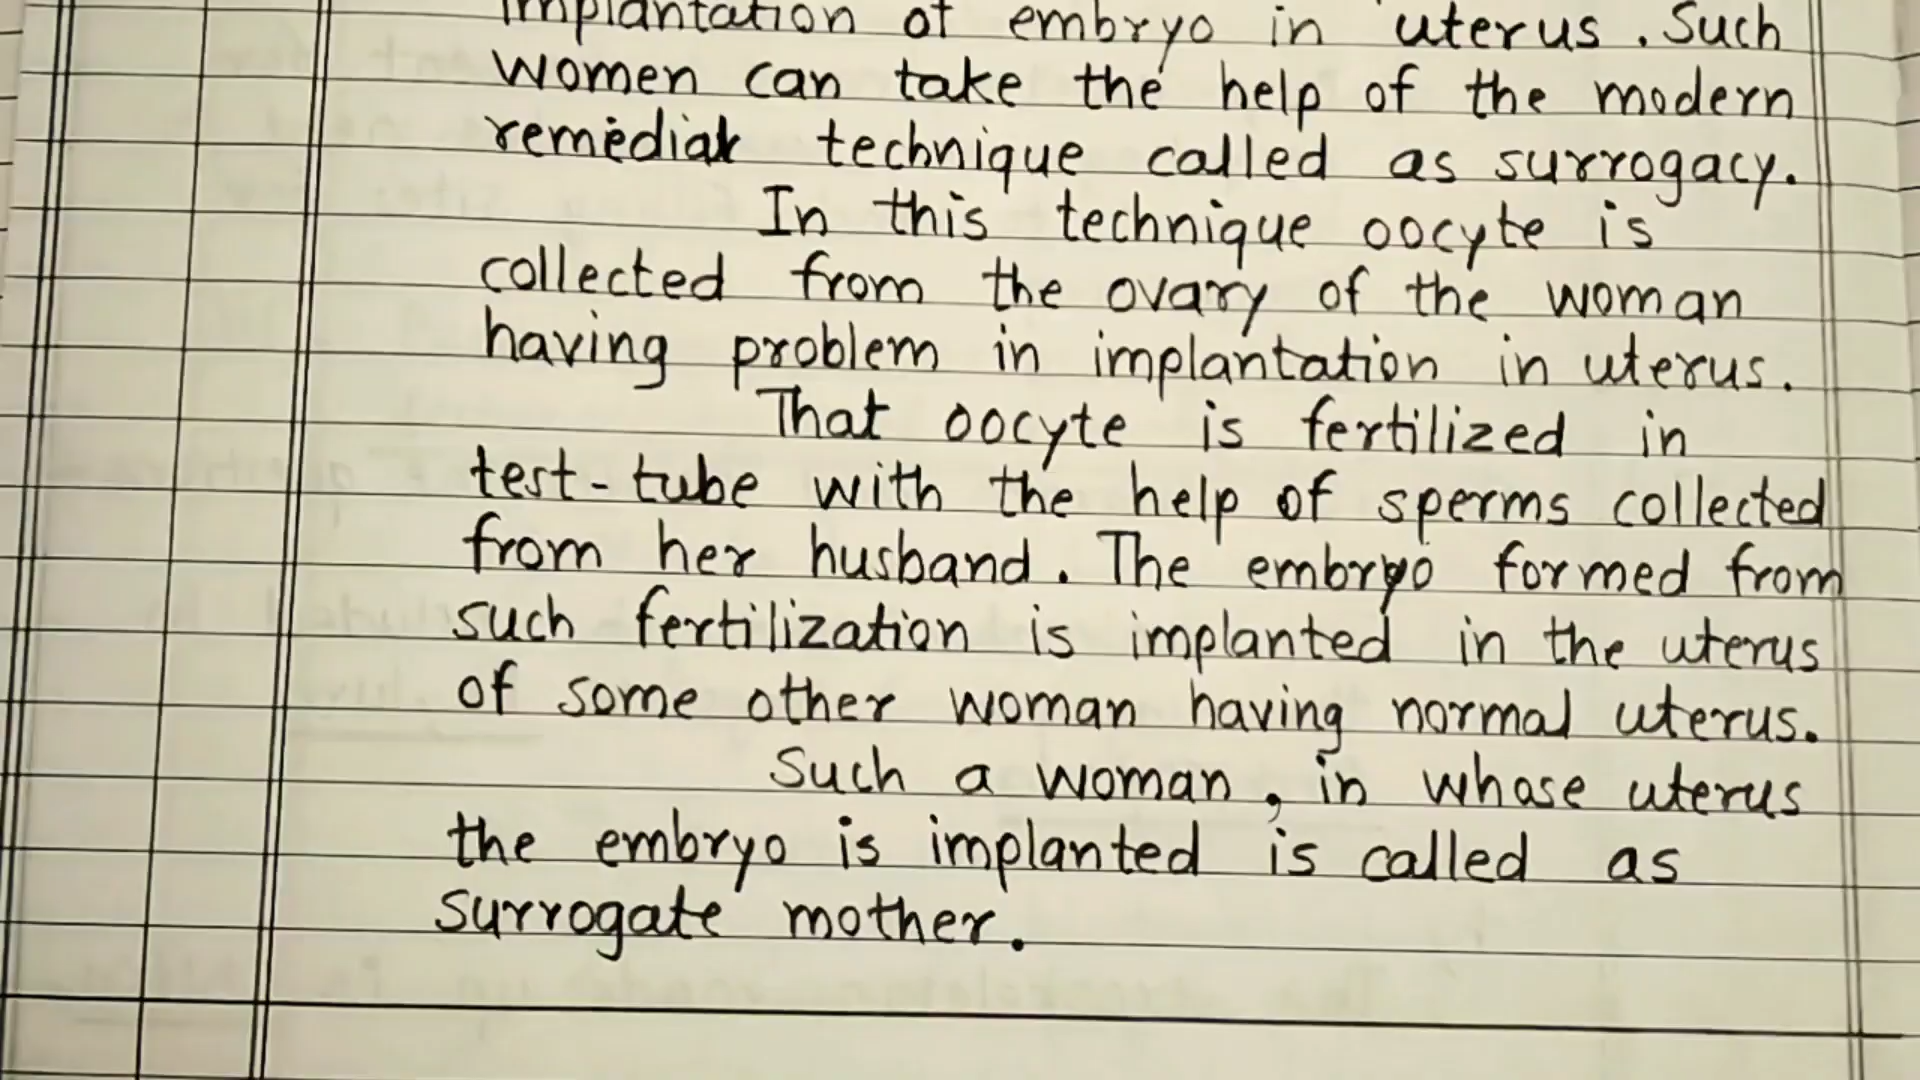 implantation of embryo in uterus. Such
women can take the help of the modern
remedial technique called as surrogacy.
In this technique oocyte is
collected from the ovary of the woman
having problem in implantation in uterus.
That oocyte is fertilized in
test-tube with the help of sperms collected
from her husband. The embryo formed from
such fertilization is implanted in the uterus
of some other woman having normal uterus.
Such a woman, in whose uterus
the embryo is implanted is called as
surrogate mother.